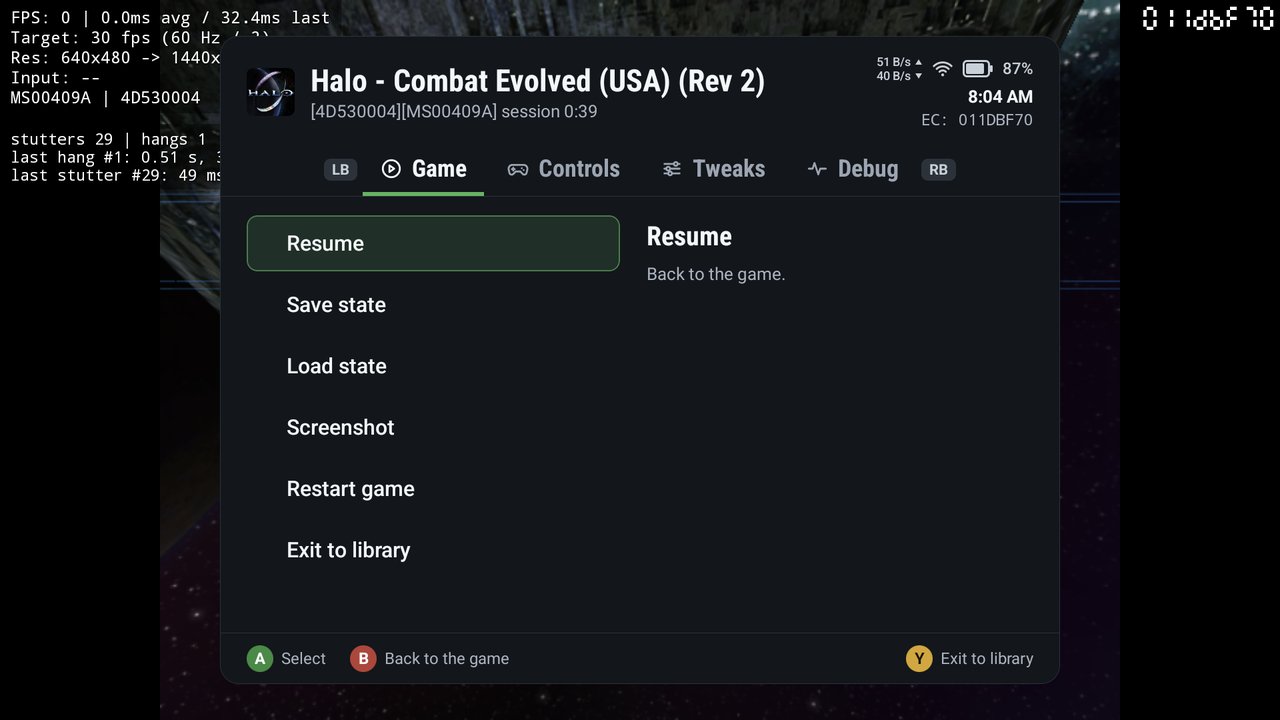 FPS: 0 | 0.0ms avg / 32.4ms last
Target: 30 fps (60 Hz / 2)
Res: 640x480 -> 1440x
Input: --
MS00409A | 4D530004
stutters 29 | hangs 1
last hang #1: 0.51 s, 3
last stutter #29: 49 ms
011dbF70
HALO
Halo - Combat Evolved (USA) (Rev 2)
[4D530004][MS00409A] session 0:39
51 B/s ▲
40 B/s ▼
87%
8:04 AM
EC: 011DBF70
LB
Game
Controls
Tweaks
Debug
RB
Resume
Save state
Load state
Screenshot
Restart game
Exit to library
Resume
Back to the game.
A Select
B Back to the game
Y Exit to library